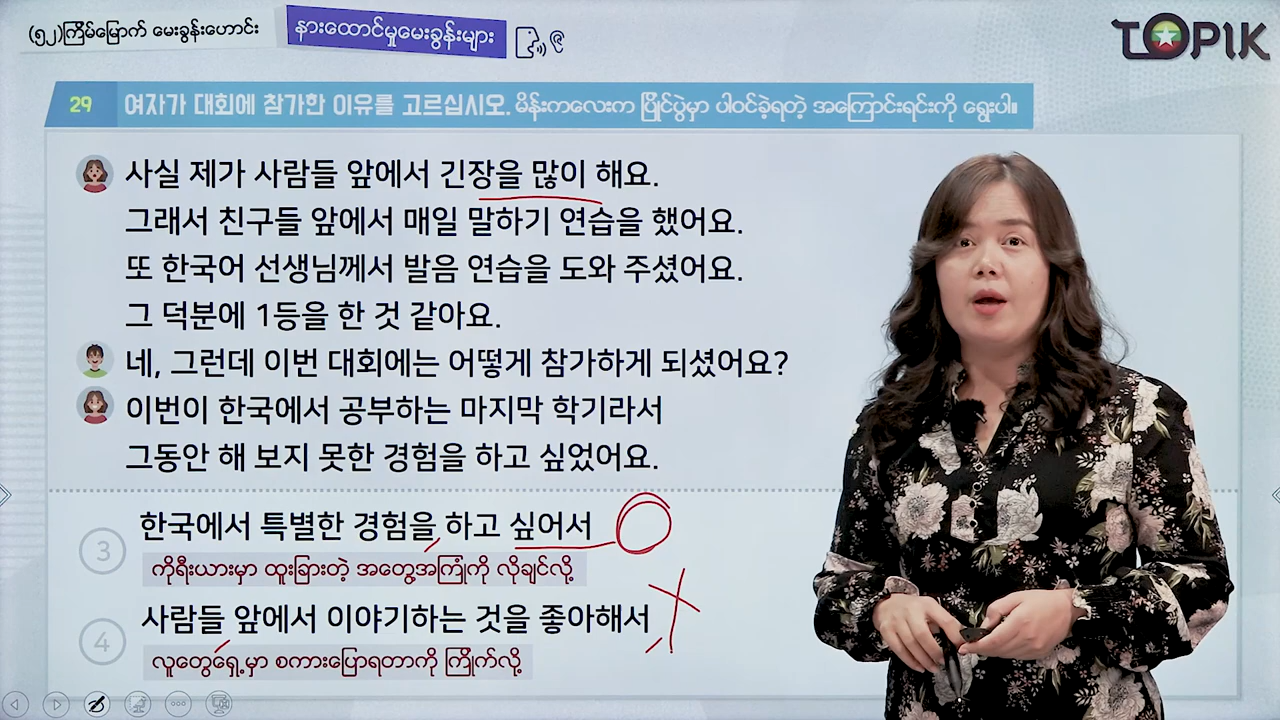 (၅၂)ကြိမ်မြောက် မေးခွန်းဟောင်း
နားထောင်မှုမေးခွန်းများ
TOPIK
29 여자가 대회에 참가한 이유를 고르십시오. မိန်းကလေးက ပြိုင်ပွဲမှာ ပါဝင်ခဲ့ရတဲ့ အကြောင်းရင်းကို ရွေးပါ။
사실 제가 사람들 앞에서 긴장을 많이 해요.
그래서 친구들 앞에서 매일 말하기 연습을 했어요.
또 한국어 선생님께서 발음 연습을 도와 주셨어요.
그 덕분에 1등을 한 것 같아요.
네, 그런데 이번 대회에는 어떻게 참가하게 되셨어요?
이번이 한국에서 공부하는 마지막 학기라서
그동안 해 보지 못한 경험을 하고 싶었어요.
3 한국에서 특별한 경험을 하고 싶어서
ကိုရီးယားမှာ ထူးခြားတဲ့ အတွေ့အကြုံကို လိုချင်လို့
4 사람들 앞에서 이야기하는 것을 좋아해서
လူတွေရှေ့မှာ စကားပြောရတာကို ကြိုက်လို့